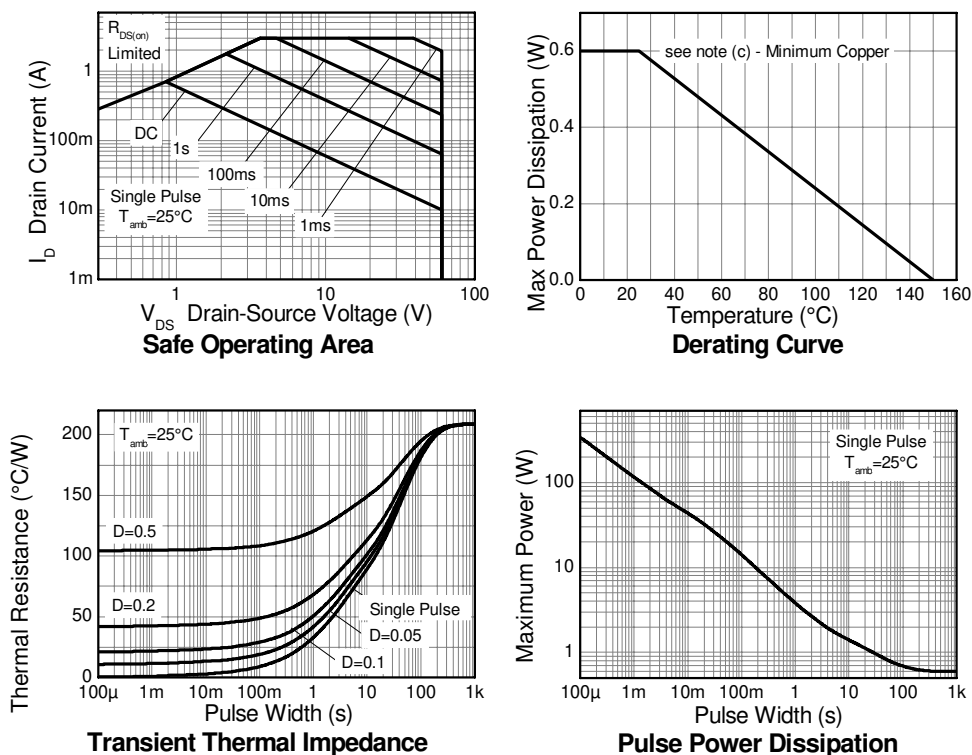 R_DS(on)
Limited
1
100m
10m
1m
DC
1s
100ms
10ms
1ms
Single Pulse
T_amb=25°C
I_D Drain Current (A)
1 10 100
V_DS Drain-Source Voltage (V)
Safe Operating Area
see note (c) - Minimum Copper
0.6
0.4
0.2
0.0
Max Power Dissipation (W)
0 20 40 60 80 100 120 140 160
Temperature (°C)
Derating Curve
T_amb=25°C
200
150
100
50
0
D=0.5
D=0.2
Single Pulse
D=0.05
D=0.1
Thermal Resistance (°C/W)
100µ 1m 10m 100m 1 10 100 1k
Pulse Width (s)
Transient Thermal Impedance
Single Pulse
T_amb=25°C
100
10
1
Maximum Power (W)
100µ 1m 10m 100m 1 10 100 1k
Pulse Width (s)
Pulse Power Dissipation